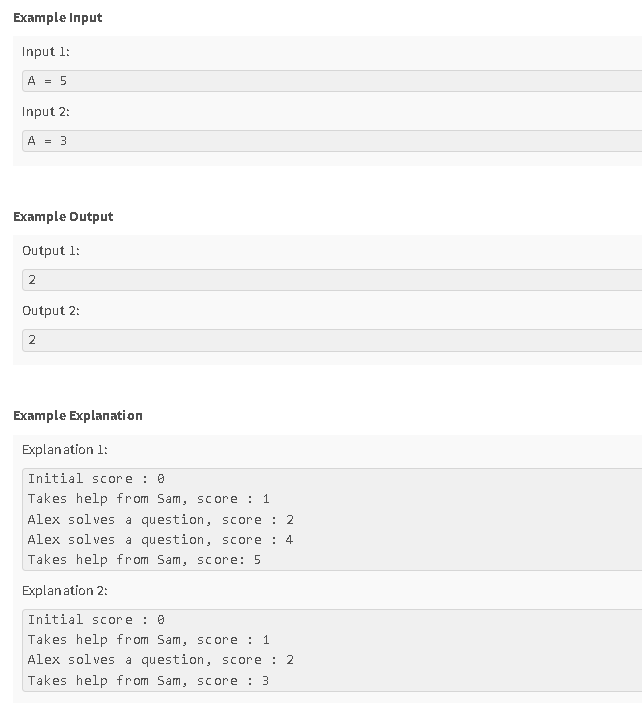 Example Input
Input 1:
A = 5
Input 2:
A = 3
Example Output
Output 1:
2
Output 2:
2
Example Explanation
Explanation 1:
Initial score : 0
Takes help from Sam, score : 1
Alex solves a question, score : 2
Alex solves a question, score : 4
Takes help from Sam, score: 5
Explanation 2:
Initial score : 0
Takes help from Sam, score : 1
Alex solves a question, score : 2
Takes help from Sam, score : 3